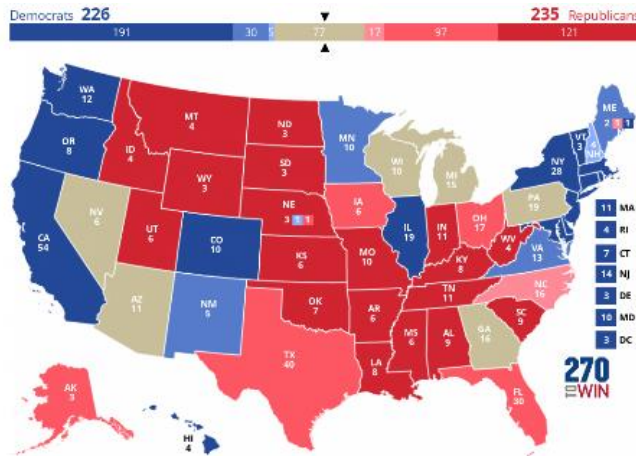 Democrats 226
235 Republicans
191
30
5
77
17
97
121
WA
12
OR
8
CA
54
NV
6
ID
4
MT
4
WY
3
UT
6
AZ
11
CO
10
NM
5
ND
3
SD
3
NE
3 1 1
KS
6
OK
7
TX
40
MN
10
IA
6
MO
10
AR
6
LA
8
WI
10
IL
19
MI
15
IN
11
OH
17
KY
8
TN
11
MS
6
AL
9
GA
16
FL
30
SC
9
NC
16
VA
13
WV
4
PA
19
NY
28
VT
3
4
NH
ME
2 1 1
11 MA
4 RI
7 CT
14 NJ
3 DE
10 MD
3 DC
AK
3
HI
4
270
TO WIN